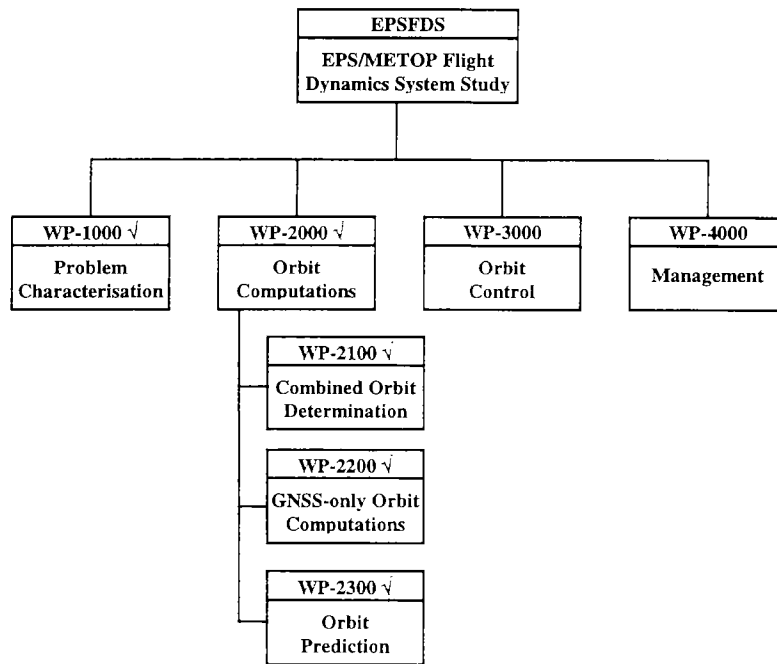 EPSFDS
EPS/METOP Flight
Dynamics System Study
WP-1000 √
Problem
Characterisation
WP-2000 √
Orbit
Computations
WP-3000
Orbit
Control
WP-4000
Management
WP-2100 √
Combined Orbit
Determination
WP-2200 √
GNSS-only Orbit
Computations
WP-2300 √
Orbit
Prediction